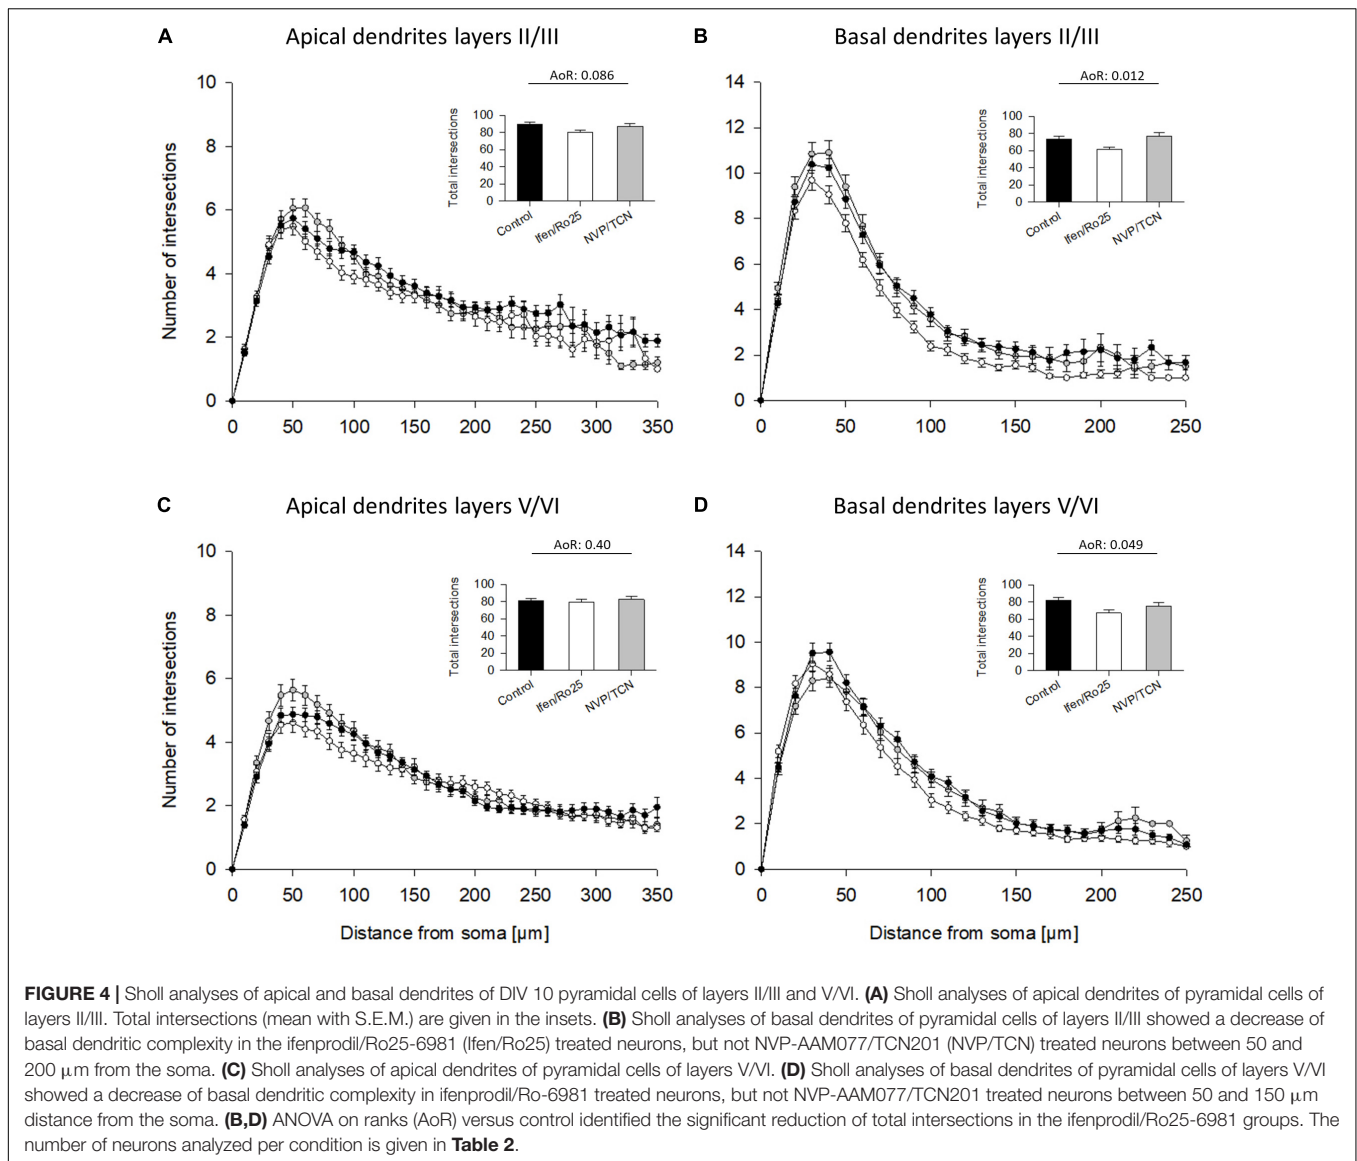 A Apical dendrites layers II/III
AoR: 0.086
10
8
6
4
2
0
Number of intersections
100
80
60
40
20
0
Total intersections
Control
Ifen/Ro25
NVP/TCN
0 50 100 150 200 250 300 350
B Basal dendrites layers II/III
AoR: 0.012
14
12
10
8
6
4
2
0
100
80
60
40
20
0
Total intersections
Control
Ifen/Ro25
NVP/TCN
0 50 100 150 200 250
C Apical dendrites layers V/VI
AoR: 0.40
10
8
6
4
2
0
Number of intersections
100
80
60
40
20
0
Total intersections
Control
Ifen/Ro25
NVP/TCN
0 50 100 150 200 250 300 350
Distance from soma [µm]
D Basal dendrites layers V/VI
AoR: 0.049
14
12
10
8
6
4
2
0
100
80
60
40
20
0
Total intersections
Control
Ifen/Ro25
NVP/TCN
0 50 100 150 200 250
Distance from soma [µm]
FIGURE 4 | Sholl analyses of apical and basal dendrites of DIV 10 pyramidal cells of layers II/III and V/VI. (A) Sholl analyses of apical dendrites of pyramidal cells of
layers II/III. Total intersections (mean with S.E.M.) are given in the insets. (B) Sholl analyses of basal dendrites of pyramidal cells of layers II/III showed a decrease of
basal dendritic complexity in the ifenprodil/Ro25-6981 (Ifen/Ro25) treated neurons, but not NVP-AAM077/TCN201 (NVP/TCN) treated neurons between 50 and
200 µm from the soma. (C) Sholl analyses of apical dendrites of pyramidal cells of layers V/VI. (D) Sholl analyses of basal dendrites of pyramidal cells of layers V/VI
showed a decrease of basal dendritic complexity in ifenprodil/Ro-6981 treated neurons, but not NVP-AAM077/TCN201 treated neurons between 50 and 150 µm
distance from the soma. (B,D) ANOVA on ranks (AoR) versus control identified the significant reduction of total intersections in the ifenprodil/Ro25-6981 groups. The
number of neurons analyzed per condition is given in Table 2.